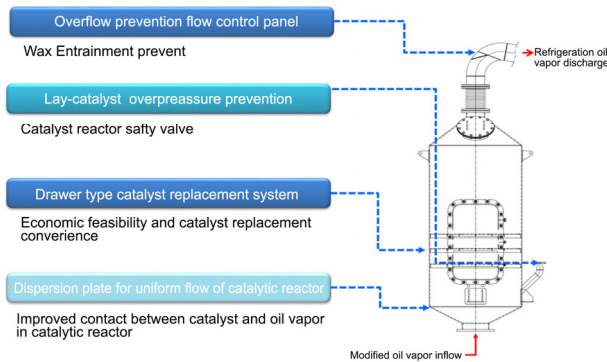 Overflow prevention flow control panel
Wax Entrainment prevent
Refrigeration oil
vapor discharge
Lay-catalyst overpreassure prevention
Catalyst reactor safty valve
Drawer type catalyst replacement system
Economic feasibility and catalyst replacement
converience
Dispersion plate for uniform flow of catalytic reactor
Improved contact between catalyst and oil vapor
in catalytic reactor
Modified oil vapor inflow